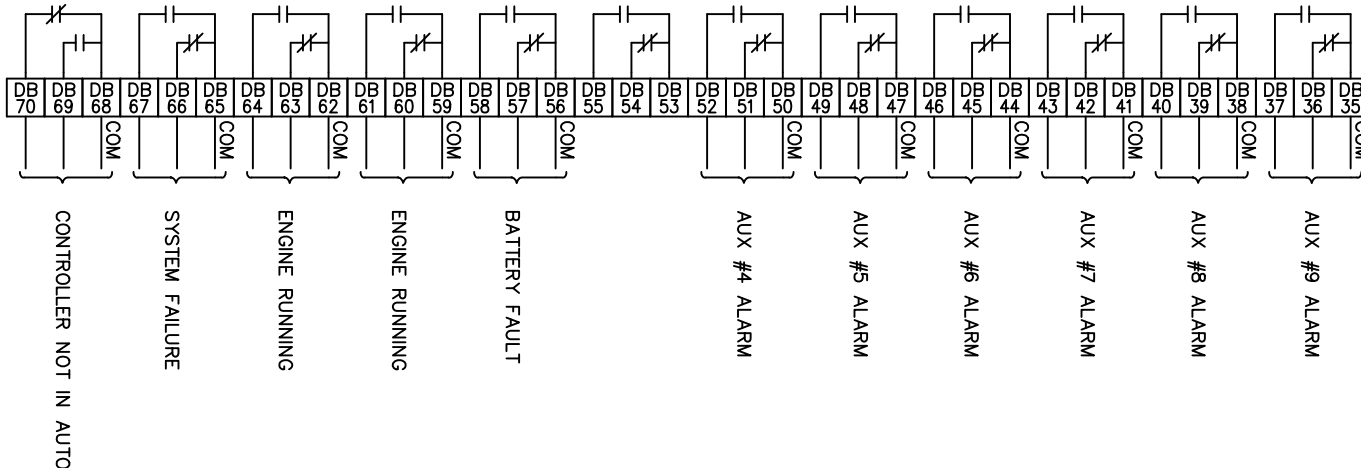 DB DB DB DB DB DB DB DB DB DB DB DB DB DB DB DB DB DB DB DB DB DB DB DB DB DB DB DB DB DB DB DB DB DB DB DB
70 69 68 67 66 65 64 63 62 61 60 59 58 57 56 55 54 53 52 51 50 49 48 47 46 45 44 43 42 41 40 39 38 37 36 35
COM COM COM COM COM COM COM COM COM COM COM
CONTROLLER NOT IN AUTO
SYSTEM FAILURE
ENGINE RUNNING
ENGINE RUNNING
BATTERY FAULT
AUX #4 ALARM
AUX #5 ALARM
AUX #6 ALARM
AUX #7 ALARM
AUX #8 ALARM
AUX #9 ALARM